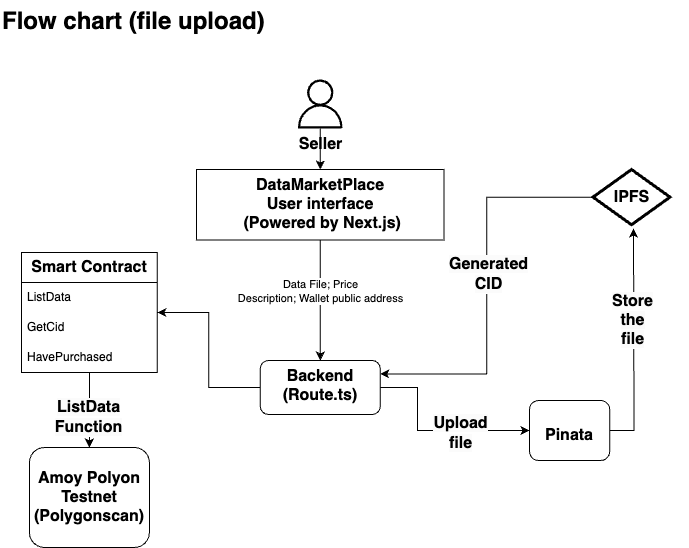 Flow chart (file upload)
Seller
DataMarketPlace
User interface
(Powered by Next.js)
IPFS
Generated
CID
Smart Contract
ListData
GetCid
HavePurchased
Data File; Price
Description; Wallet public address
Store
the
file
Backend
(Route.ts)
ListData
Function
Upload
file
Pinata
Amoy Polyon
Testnet
(Polygonscan)